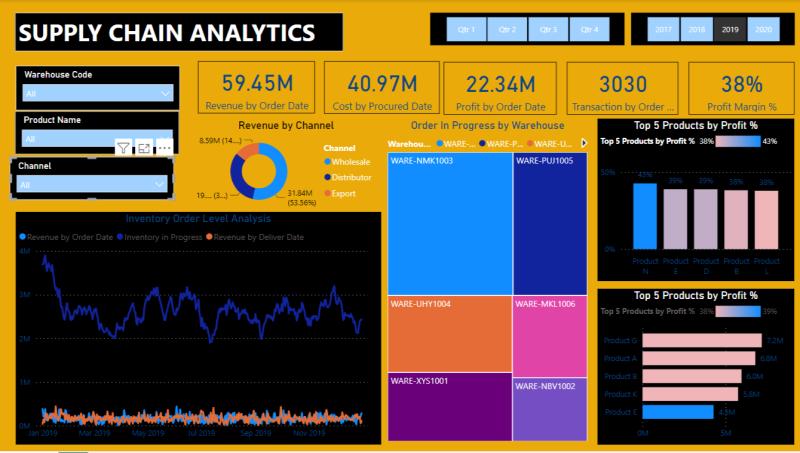 SUPPLY CHAIN ANALYTICS
Qtr 1 Qtr 2 Qtr 3 Qtr 4
2017 2018 2019 2020
Warehouse Code
All
Product Name
All
Channel
All
59.45M
Revenue by Order Date
40.97M
Cost by Procured Date
22.34M
Profit by Order Date
3030
Transaction by Order ...
38%
Profit Margin %
Revenue by Channel
8.59M (14....)
19.... (3...)
31.84M
(53.56%)
Channel
Wholesale
Distributor
Export
Order In Progress by Warehouse
Warehou... WARE-... WARE-P... WARE-U...
WARE-NMK1003
WARE-PUJ1005
WARE-UHY1004
WARE-MKL1006
WARE-XYS1001
WARE-NBV1002
Top 5 Products by Profit %
Top 5 Products by Profit % 38% 43%
50%
0%
43% 39% 39% 38% 38%
Product N
Product E
Product D
Product B
Product L
Inventory Order Level Analysis
Revenue by Order Date Inventory in Progress Revenue by Deliver Date
4M
3M
2M
1M
0M
Jan 2019 Mar 2019 May 2019 Jul 2019 Sep 2019 Nov 2019
Top 5 Products by Profit %
Top 5 Products by Profit % 38% 39%
Product G 7.2M
Product A 6.8M
6.0M
Product K 5.8M
Product E
0M 5M